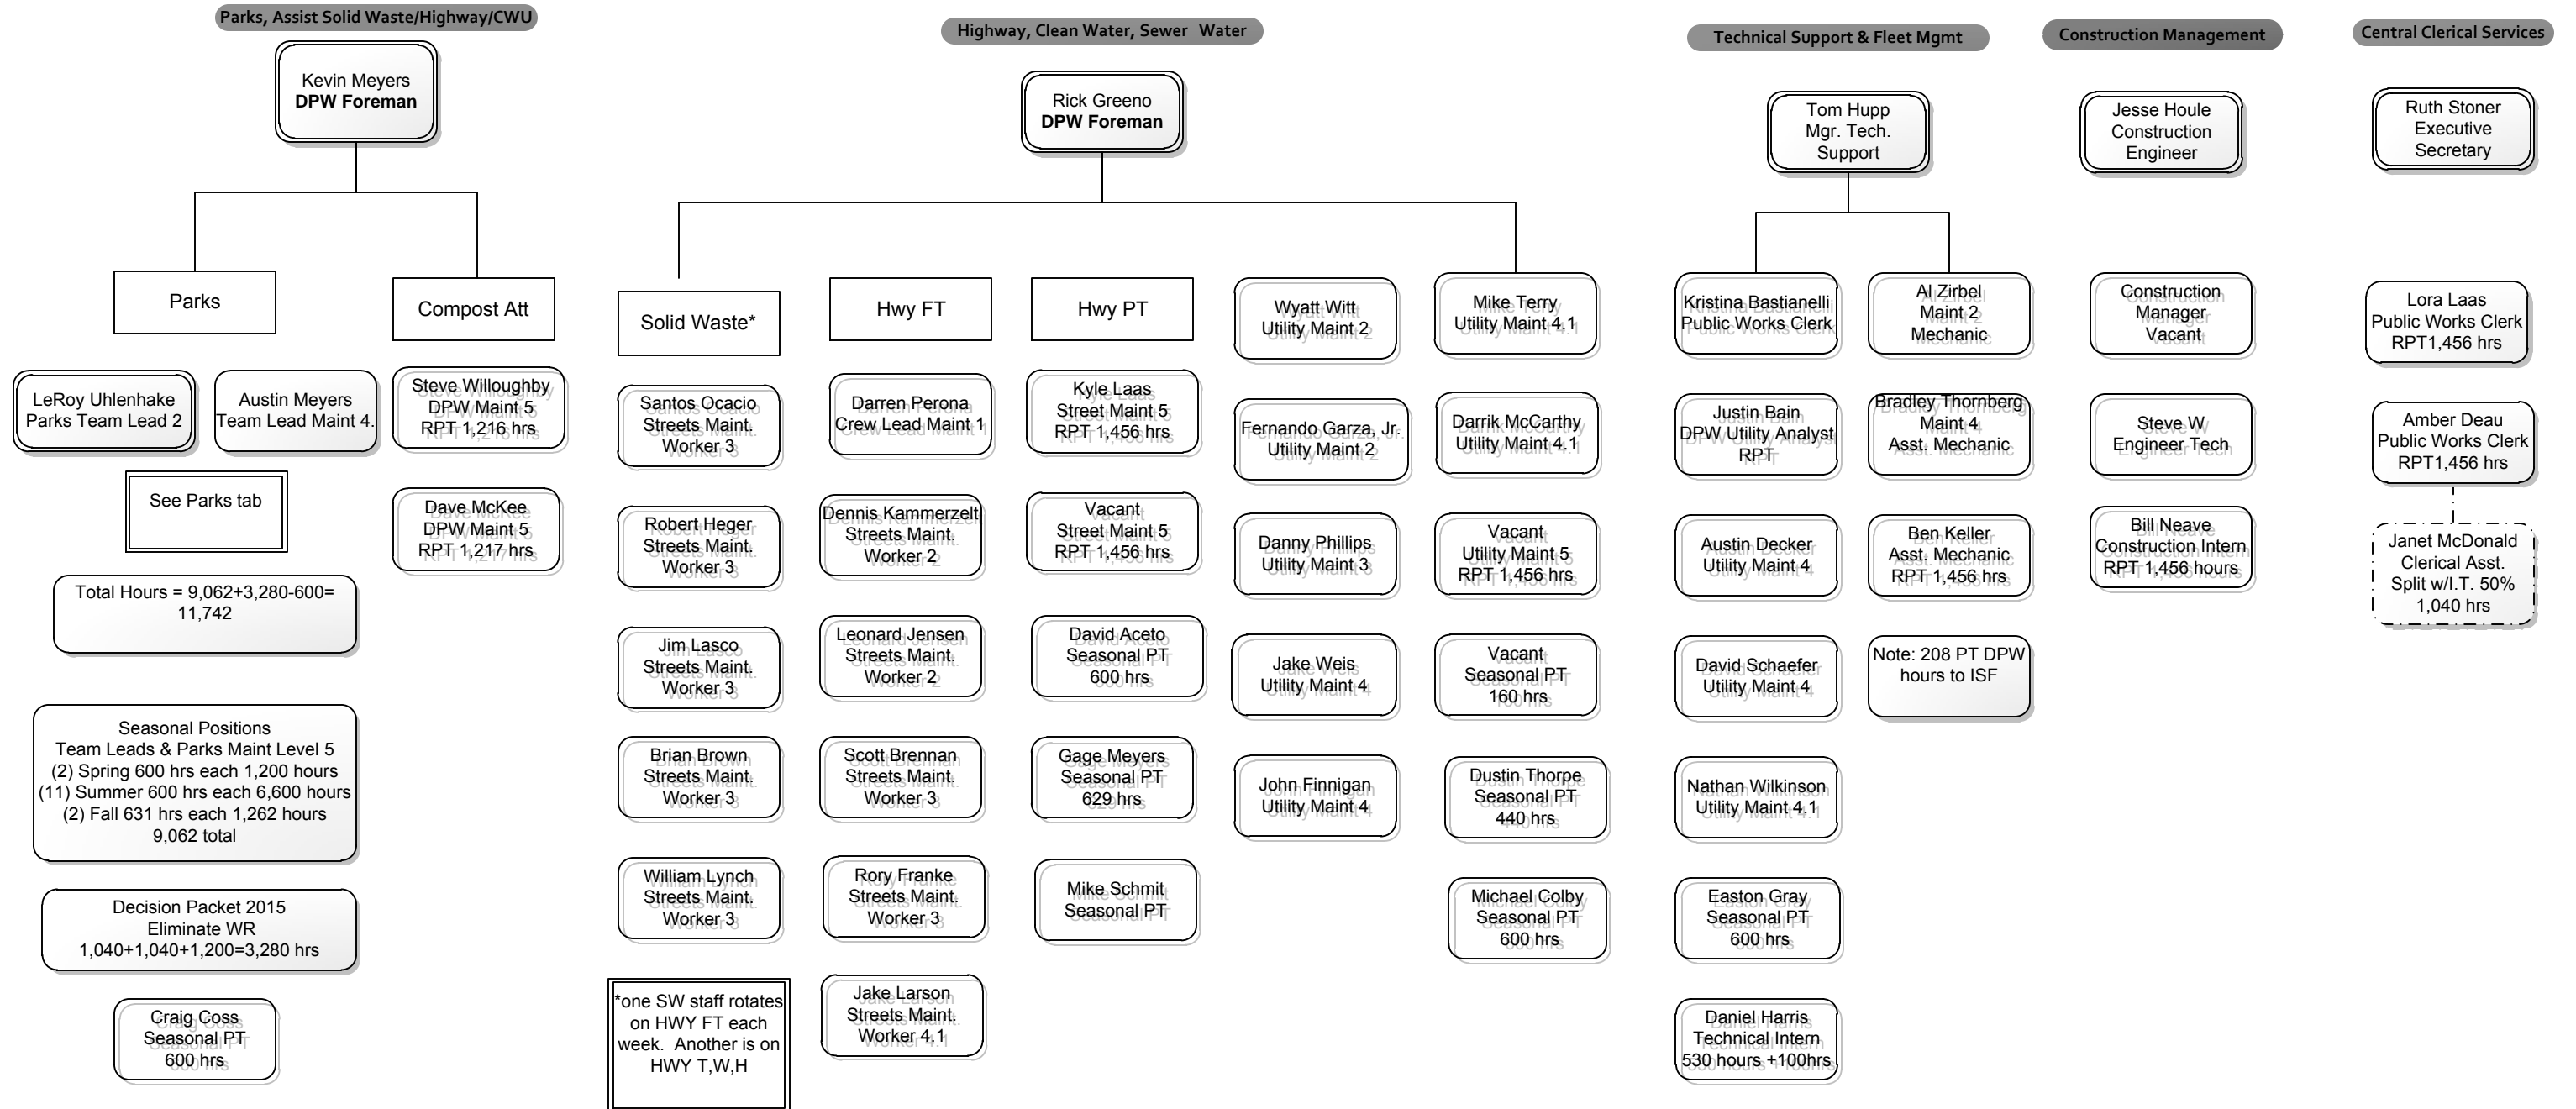 Parks, Assist Solid Waste/Highway/CWU
Kevin Meyers
DPW Foreman
Parks
Compost Att
LeRoy Uhlenhake
Parks Team Lead 2
Austin Meyers
Team Lead Maint 4.
Steve Willoughby
DPW Maint 5
RPT 1,216 hrs
See Parks tab
Dave McKee
DPW Maint 5
RPT 1,217 hrs
Total Hours = 9,062+3,280-600=
11,742
Seasonal Positions
Team Leads & Parks Maint Level 5
(2) Spring 600 hrs each 1,200 hours
(11) Summer 600 hrs each 6,600 hours
(2) Fall 631 hrs each 1,262 hours
9,062 total
Decision Packet 2015
Eliminate WR
1,040+1,040+1,200=3,280 hrs
Craig Coss
Seasonal PT
600 hrs
Highway, Clean Water, Sewer Water
Rick Greeno
DPW Foreman
Solid Waste*
Santos Ocacio
Streets Maint.
Worker 3
Robert Heger
Streets Maint.
Worker 3
Jim Lasco
Streets Maint.
Worker 3
Brian Brown
Streets Maint.
Worker 3
William Lynch
Streets Maint.
Worker 3
*one SW staff rotates
on HWY FT each
week. Another is on
HWY T,W,H
Hwy FT
Darren Perona
Crew Lead Maint 1
Dennis Kammerzelt
Streets Maint.
Worker 2
Leonard Jensen
Streets Maint.
Worker 2
Scott Brennan
Streets Maint.
Worker 3
Rory Franke
Streets Maint.
Worker 3
Jake Larson
Streets Maint.
Worker 4.1
Hwy PT
Kyle Laas
Street Maint 5
RPT 1,456 hrs
Vacant
Street Maint 5
RPT 1,456 hrs
David Aceto
Seasonal PT
600 hrs
Gage Meyers
Seasonal PT
629 hrs
Mike Schmit
Seasonal PT
Wyatt Witt
Utility Maint 2
Fernando Garza, Jr.
Utility Maint 2
Danny Phillips
Utility Maint 3
Jake Weis
Utility Maint 4
John Finnigan
Utility Maint 4
Mike Terry
Utility Maint 4.1
Darrik McCarthy
Utility Maint 4.1
Vacant
Utility Maint 5
RPT 1,456 hrs
Vacant
Seasonal PT
160 hrs
Dustin Thorpe
Seasonal PT
440 hrs
Michael Colby
Seasonal PT
600 hrs
Technical Support & Fleet Mgmt
Tom Hupp
Mgr. Tech.
Support
Kristina Bastianelli
Public Works Clerk
Justin Bain
DPW Utility Analyst
RPT
Austin Decker
Utility Maint 4
David Schaefer
Utility Maint 4
Nathan Wilkinson
Utility Maint 4.1
Easton Gray
Seasonal PT
600 hrs
Daniel Harris
Technical Intern
530 hours +100hrs
Al Zirbel
Maint 2
Mechanic
Bradley Thornberg
Maint 4
Asst. Mechanic
Ben Keller
Asst. Mechanic
RPT 1,456 hrs
Note: 208 PT DPW
hours to ISF
Construction Management
Jesse Houle
Construction
Engineer
Construction
Manager
Vacant
Steve W
Engineer Tech
Bill Neave
Construction Intern
RPT 1,456 hours
Central Clerical Services
Ruth Stoner
Executive
Secretary
Lora Laas
Public Works Clerk
RPT1,456 hrs
Amber Deau
Public Works Clerk
RPT1,456 hrs
Janet McDonald
Clerical Asst.
Split w/I.T. 50%
1,040 hrs